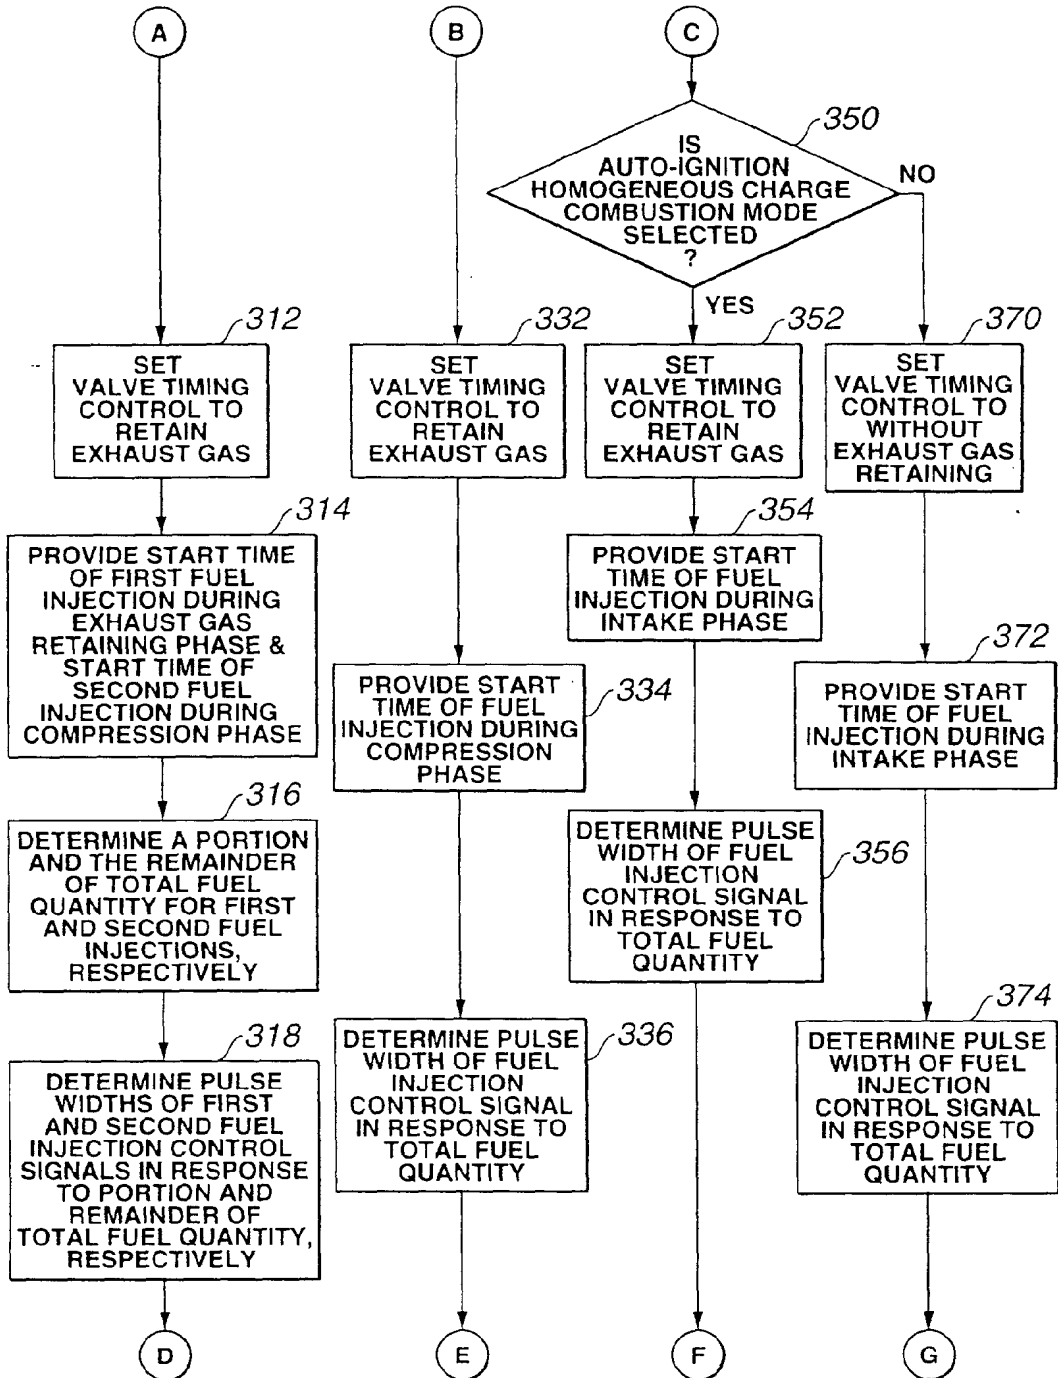 A
B
C
350
IS
AUTO-IGNITION
HOMOGENEOUS CHARGE
COMBUSTION MODE
SELECTED
?
NO
YES
312
SET
VALVE TIMING
CONTROL TO
RETAIN
EXHAUST GAS
332
SET
VALVE TIMING
CONTROL TO
RETAIN
EXHAUST GAS
352
SET
VALVE TIMING
CONTROL TO
RETAIN
EXHAUST GAS
370
SET
VALVE TIMING
CONTROL TO
WITHOUT
EXHAUST GAS
RETAINING
314
PROVIDE START TIME
OF FIRST FUEL
INJECTION DURING
EXHAUST GAS
RETAINING PHASE &
START TIME OF
SECOND FUEL
INJECTION DURING
COMPRESSION PHASE
334
PROVIDE START
TIME OF FUEL
INJECTION DURING
COMPRESSION
PHASE
354
PROVIDE START
TIME OF FUEL
INJECTION DURING
INTAKE PHASE
372
PROVIDE START
TIME OF FUEL
INJECTION DURING
INTAKE PHASE
316
DETERMINE A PORTION
AND THE REMAINDER
OF TOTAL FUEL
QUANTITY FOR FIRST
AND SECOND FUEL
INJECTIONS,
RESPECTIVELY
356
DETERMINE PULSE
WIDTH OF FUEL
INJECTION
CONTROL SIGNAL
IN RESPONSE TO
TOTAL FUEL
QUANTITY
318
DETERMINE PULSE
WIDTHS OF FIRST
AND SECOND FUEL
INJECTION CONTROL
SIGNALS IN RESPONSE
TO PORTION AND
REMAINDER OF
TOTAL FUEL QUANTITY,
RESPECTIVELY
336
DETERMINE PULSE
WIDTH OF FUEL
INJECTION
CONTROL SIGNAL
IN RESPONSE TO
TOTAL FUEL
QUANTITY
374
DETERMINE PULSE
WIDTH OF FUEL
INJECTION
CONTROL SIGNAL
IN RESPONSE TO
TOTAL FUEL
QUANTITY
D
E
F
G